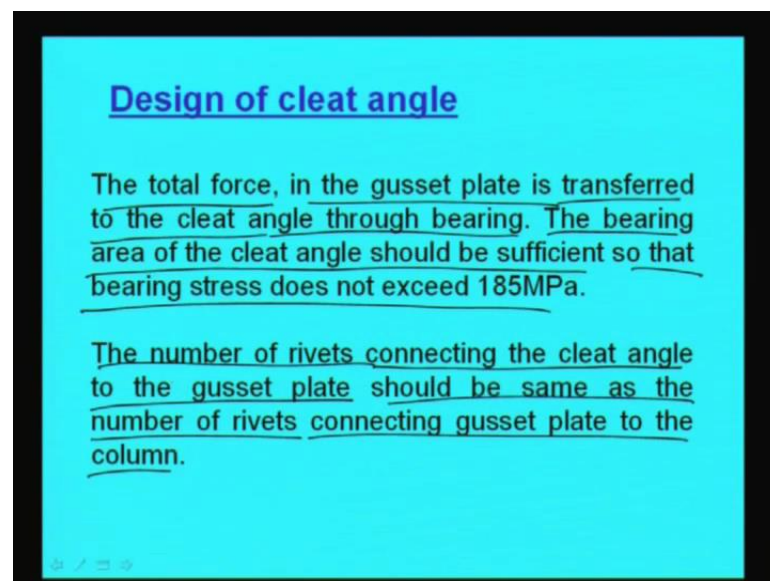 Design of cleat angle
The total force, in the gusset plate is transferred
to the cleat angle through bearing. The bearing
area of the cleat angle should be sufficient so that
bearing stress does not exceed 185MPa.
The number of rivets connecting the cleat angle
to the gusset plate should be same as the
number of rivets connecting gusset plate to the
column.